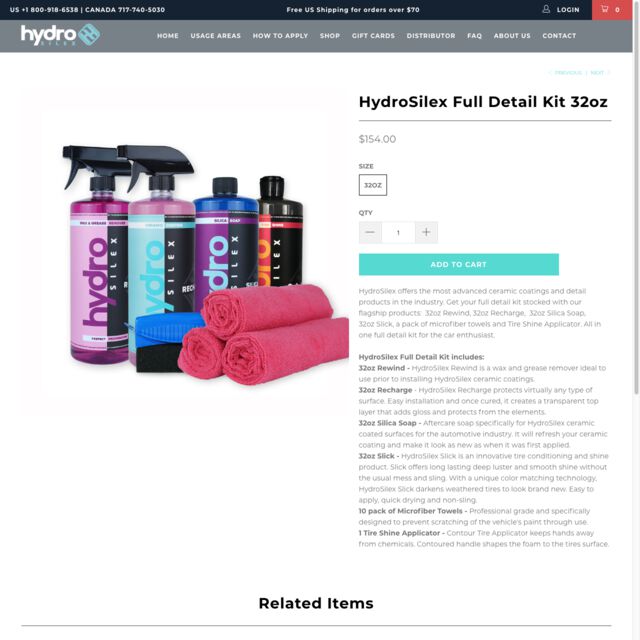 US +1 800-918-6538 | CANADA 717-740-5030
Free US Shipping for orders over $70
LOGIN
0
hydro
SILEX
HOME USAGE AREAS HOW TO APPLY SHOP GIFT CARDS DISTRIBUTOR FAQ ABOUT US CONTACT
PREVIOUS | NEXT
HydroSilex Full Detail Kit 32oz
$154.00
SIZE
32OZ
QTY
1
ADD TO CART
HydroSilex offers the most advanced ceramic coatings and detail
products in the industry. Get your full detail kit stocked with our
flagship products: 32oz Rewind, 32oz Recharge, 32oz Silica Soap,
32oz Slick, a pack of microfiber towels and Tire Shine Applicator. All in
one full detail kit for the car enthusiast.
HydroSilex Full Detail Kit includes:
32oz Rewind - HydroSilex Rewind is a wax and grease remover ideal to
use prior to installing HydroSilex ceramic coatings.
32oz Recharge - HydroSilex Recharge protects virtually any type of
surface. Easy installation and once cured, it creates a transparent top
layer that adds gloss and protects from the elements.
32oz Silica Soap - Aftercare soap specifically for HydroSilex ceramic
coated surfaces for the automotive industry. It will refresh your ceramic
coating and make it look as new as when it was first applied.
32oz Slick - HydroSilex Slick is an innovative tire conditioning and shine
product. Slick offers long lasting deep luster and smooth shine without
the usual mess and sling. With a unique color matching technology,
HydroSilex Slick darkens weathered tires to look brand new. Easy to
apply, quick drying and non-sling.
10 pack of Microfiber Towels - Professional grade and specifically
designed to prevent scratching of the vehicle's paint through use.
1 Tire Shine Applicator - Contour Tire Applicator keeps hands away
from chemicals. Contoured handle shapes the foam to the tires surface.
hydro
SILEX
hydro
SILEX
hydro
SILEX
SILICA SOAP
SILEX
Related Items